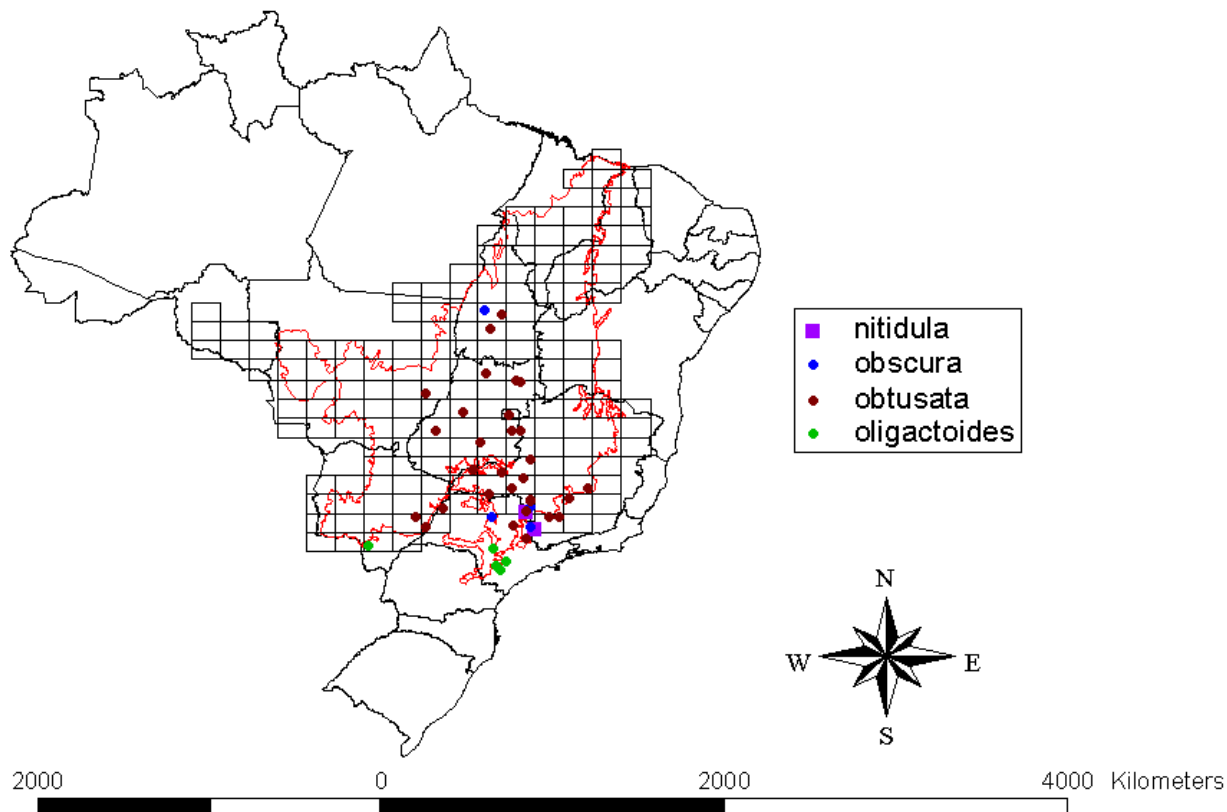 nitidula
obscura
obtusata
oligactoides
N
W E
S
2000 0 2000 4000 Kilometers